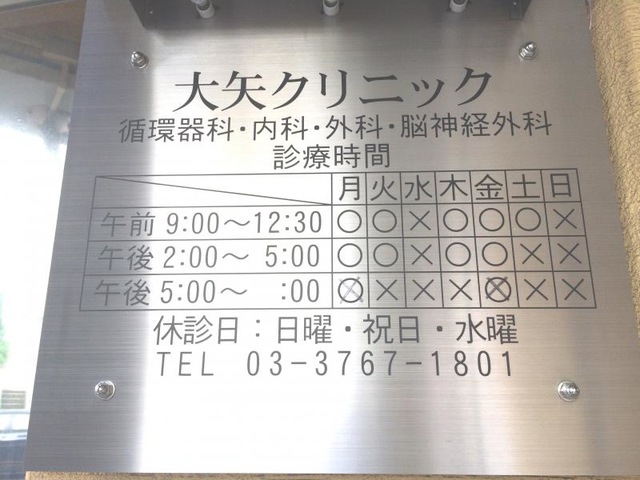 大矢クリニック
循環器科・内科・外科・脳神経外科
診療時間
月 火 水 木 金 土 日
午前 9:00〜12:30 ○ ○ × ○ ○ ○ ×
午後 2:00〜 5:00 ○ ○ × ○ ○ × ×
午後 5:00〜 :00 ⊗ × × × ⊗ × ×
休診日：日曜・祝日・水曜
TEL 03-3767-1801